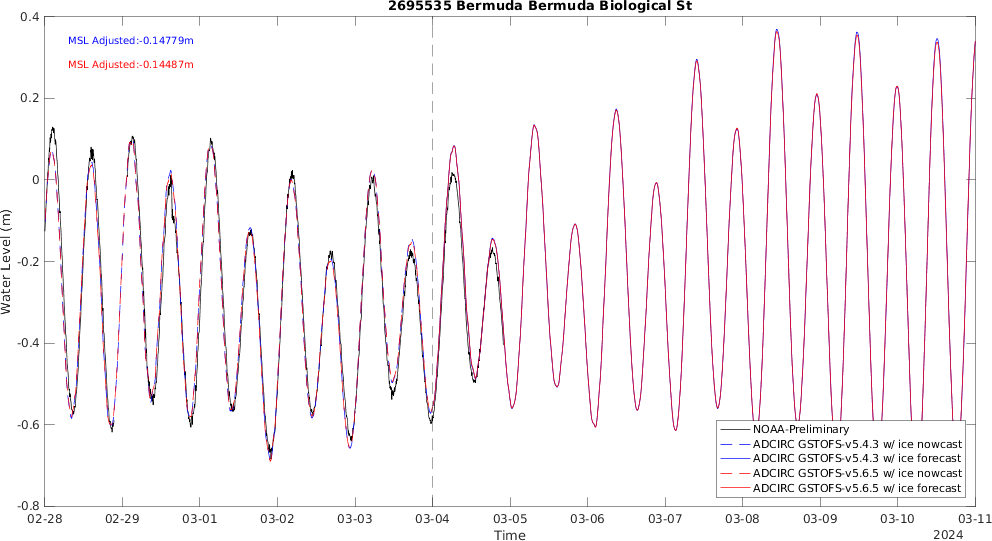 2695535 Bermuda Bermuda Biological St
MSL Adjusted:-0.14779m
MSL Adjusted:-0.14487m
0.4
0.2
0
-0.2
-0.4
-0.6
-0.8
Water Level (m)
NOAA-Preliminary
ADCIRC GSTOFS-v5.4.3 w/ ice nowcast
ADCIRC GSTOFS-v5.4.3 w/ ice forecast
ADCIRC GSTOFS-v5.6.5 w/ ice nowcast
ADCIRC GSTOFS-v5.6.5 w/ ice forecast
02-28 02-29 03-01 03-02 03-03 03-04 03-05 03-06 03-07 03-08 03-09 03-10 03-11
Time
2024